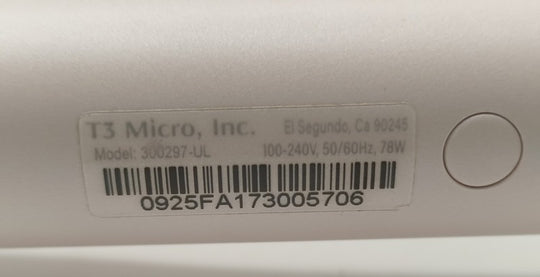 T3 Micro, Inc. El Segundo, Ca 90245
Model: 300297-UL 100-240V, 50/60Hz, 78W
0925FA173005706